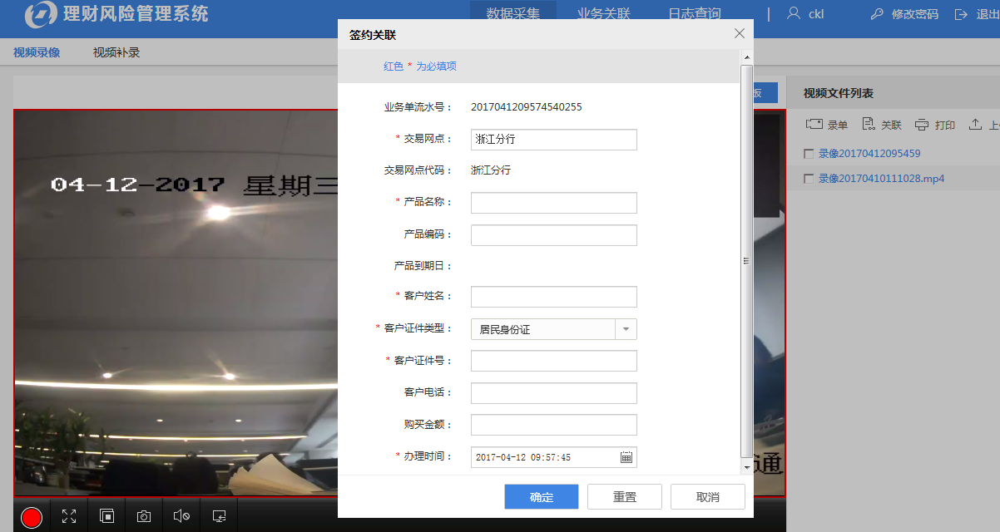 理财风险管理系统
数据采集 业务关联 日志查询 | ckl 修改密码 退出
视频录像 视频补录
签约关联
红色 * 为必填项
板
视频文件列表
录单 关联 打印 上
录像20170412095459
录像20170410111028.mp4
04-12-2017 星期三
业务单流水号： 2017041209574540255
* 交易网点： 浙江分行
交易网点代码： 浙江分行
* 产品名称：
产品编码：
产品到期日：
* 客户姓名：
* 客户证件类型： 居民身份证
* 客户证件号：
客户电话：
购买金额：
* 办理时间： 2017-04-12 09:57:45
通
确定 重置 取消